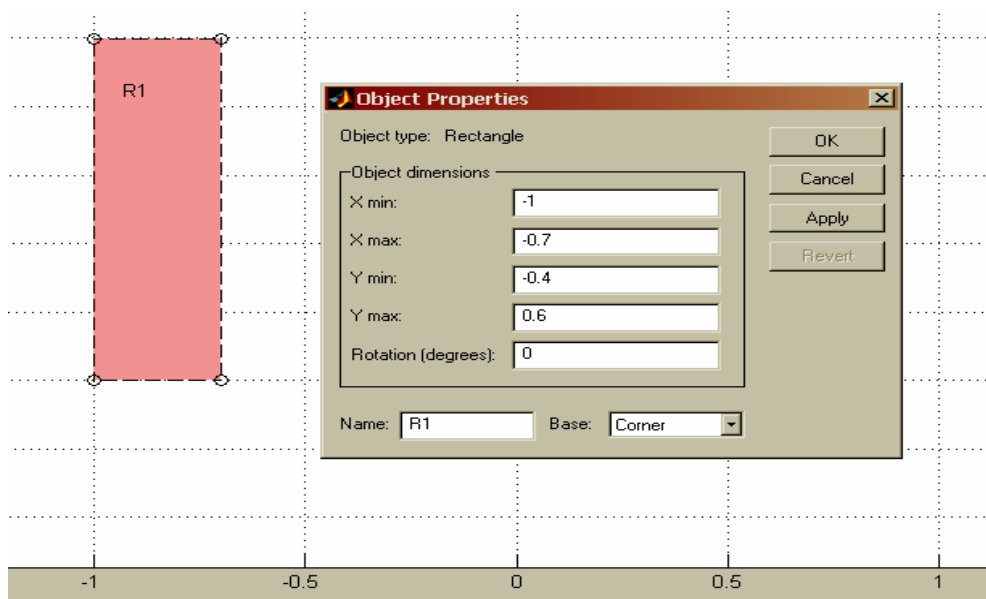 R1
Object Properties
Object type: Rectangle
OK
Object dimensions
Cancel
X min: -1
Apply
X max: -0.7
Revert
Y min: -0.4
Y max: 0.6
Rotation (degrees): 0
Name: R1 Base: Corner
-1 -0.5 0 0.5 1